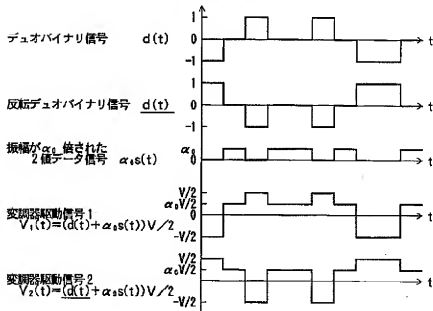 1
デュオバイナリ信号 d(t) 0 t
-1
1
反転デュオバイナリ信号 d(t) 0 t
-1
振幅がα₀倍された α₀
2値データ信号 α₀s(t) 0 t
V/2
α₀V/2
変調器駆動信号1 0 t
V₁(t)=(d(t)+α₀s(t))V/2 -V/2
V/2
変調器駆動信号2 α₀V/2
V₂(t)=(d(t)+α₀s(t))V/2 t
-V/2